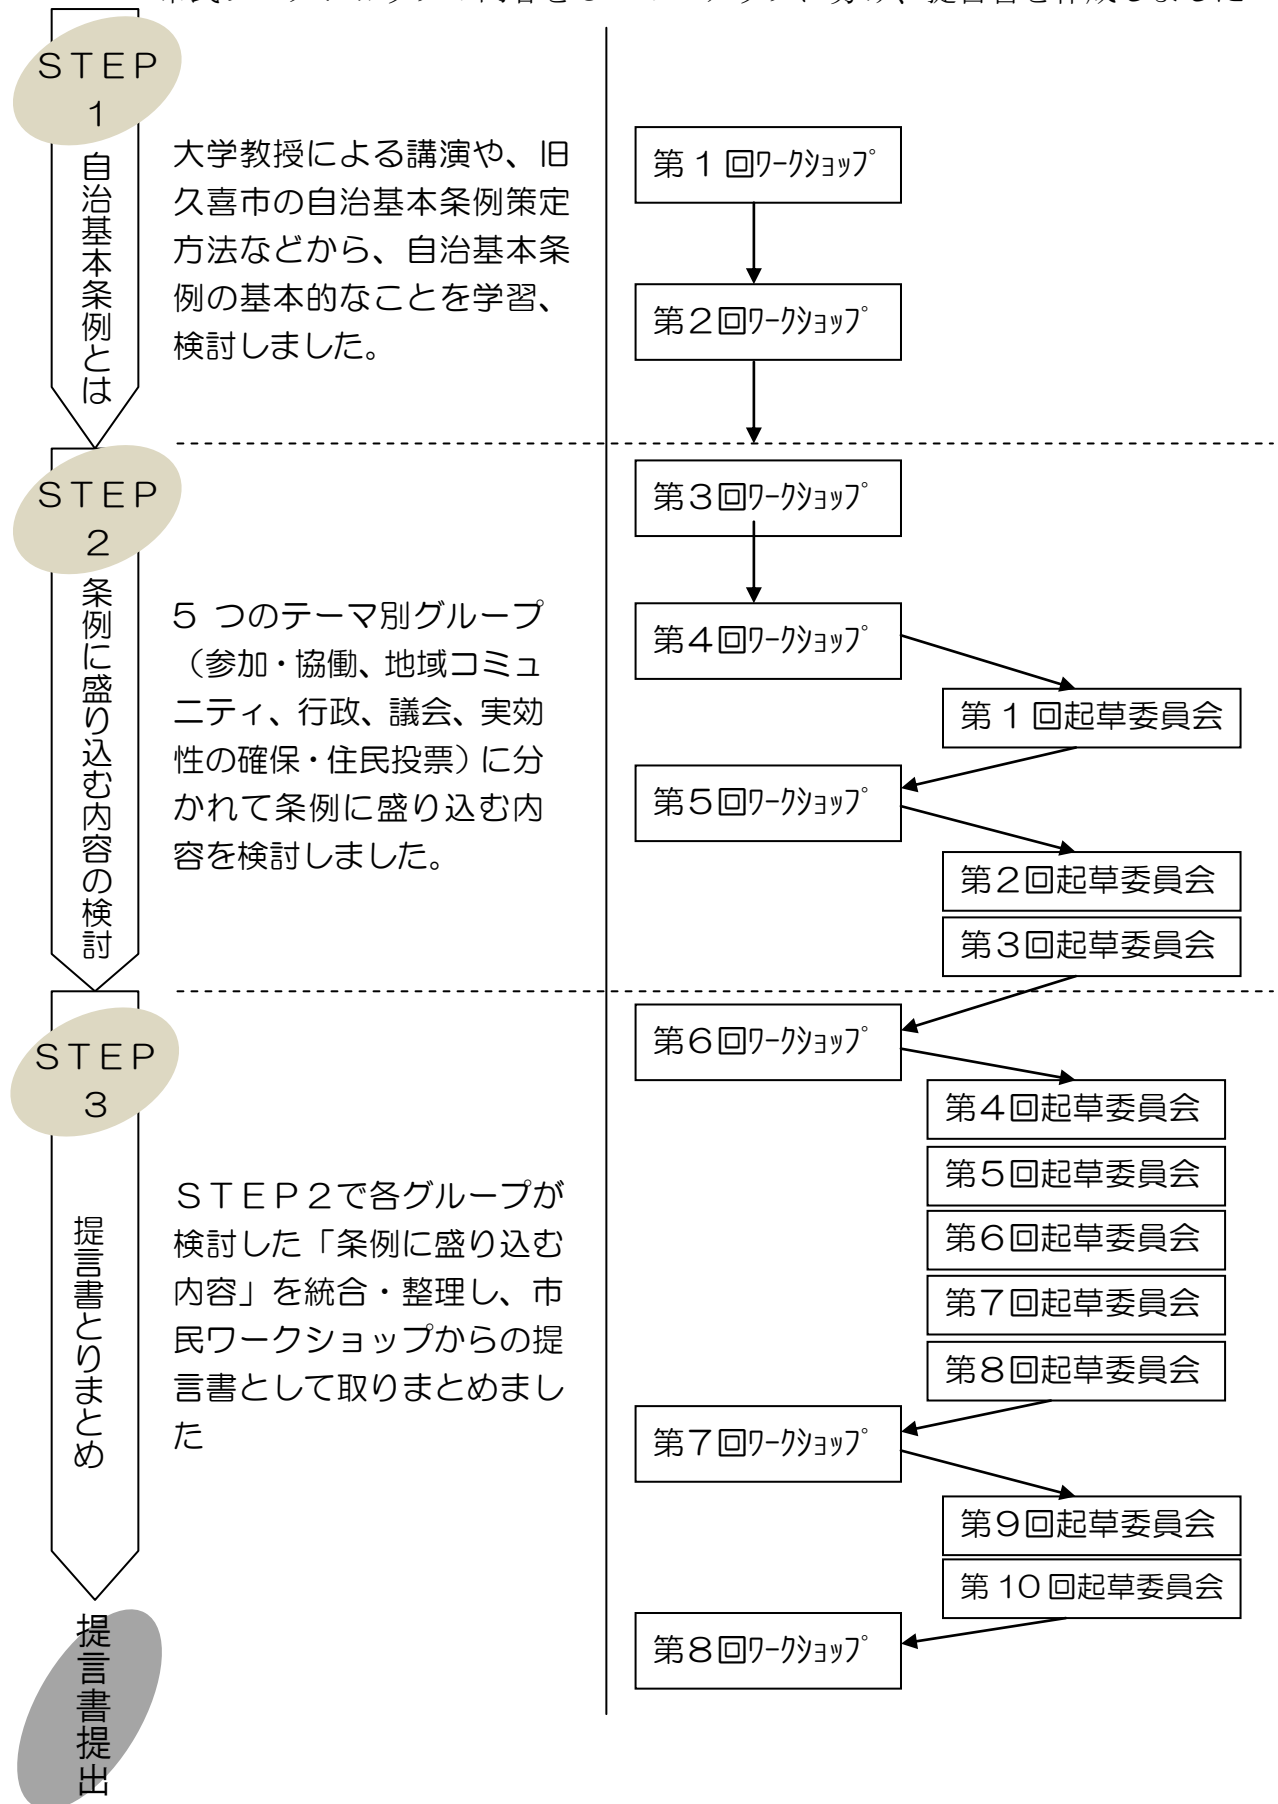 STEP
1
自治基本条例とは
大学教授による講演や、旧
久喜市の自治基本条例策定
方法などから、自治基本条
例の基本的なことを学習、
検討しました。
第1回ﾜｰｸｼｮｯﾌﾟ
第2回ﾜｰｸｼｮｯﾌﾟ
STEP
2
条例に盛り込む内容の検討
5 つのテーマ別グループ
（参加・協働、地域コミュ
ニティ、行政、議会、実効
性の確保・住民投票）に分
かれて条例に盛り込む内
容を検討しました。
第3回ﾜｰｸｼｮｯﾌﾟ
第4回ﾜｰｸｼｮｯﾌﾟ
第1回起草委員会
第5回ﾜｰｸｼｮｯﾌﾟ
第2回起草委員会
第3回起草委員会
STEP
3
提言書とりまとめ
STEP2で各グループが
検討した「条例に盛り込む
内容」を統合・整理し、市
民ワークショップからの提
言書として取りまとめまし
た
第6回ﾜｰｸｼｮｯﾌﾟ
第4回起草委員会
第5回起草委員会
第6回起草委員会
第7回起草委員会
第8回起草委員会
第7回ﾜｰｸｼｮｯﾌﾟ
第9回起草委員会
第10回起草委員会
第8回ﾜｰｸｼｮｯﾌﾟ
提言書提出